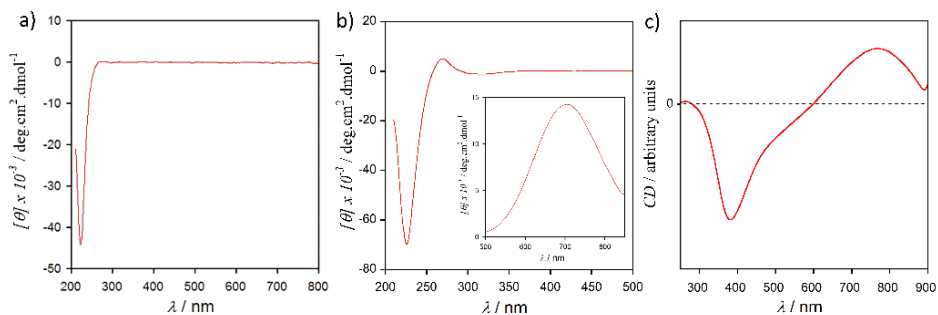 a)
10
0
-10
-20
-30
-40
-50
[θ] x 10⁻³ / deg.cm².dmol⁻¹
200 300 400 500 600 700 800
λ / nm
b)
20
0
-20
-40
-60
-80
[θ] x 10⁻³ / deg.cm².dmol⁻¹
200 250 300 350 400 450 500
λ / nm
15
10
5
0
500 600 700 800
λ / nm
c)
0
CD / arbitrary units
300 400 500 600 700 800 900
λ / nm